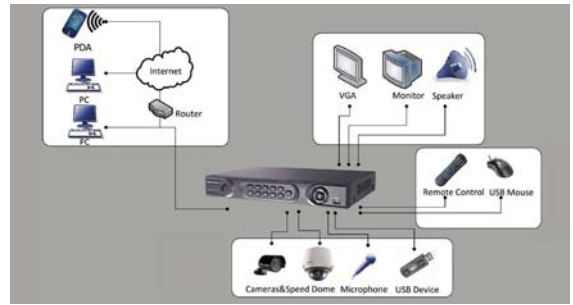 PDA
Internet
PC
Router
PC
VGA Monitor Speaker
Remote Control USB Mouse
Cameras&Speed Dome Microphone USB Device